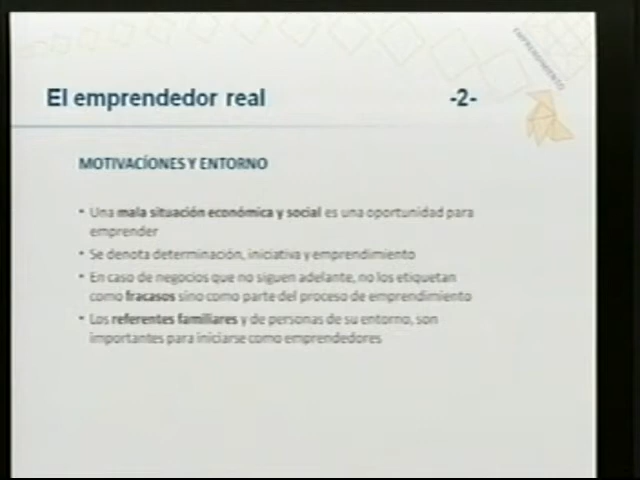 EMPRENDIMIENTO
El emprendedor real -2-
MOTIVACÍONES Y ENTORNO
• Una mala situación económica y social es una oportunidad para
emprender
• Se denota determinación, iniciativa y emprendimiento
• En caso de negocios que no siguen adelante, no los etiquetan
como fracasos sino como parte del proceso de emprendimiento
• Los referentes familiares y de personas de su entorno, son
importantes para iniciarse como emprendedores